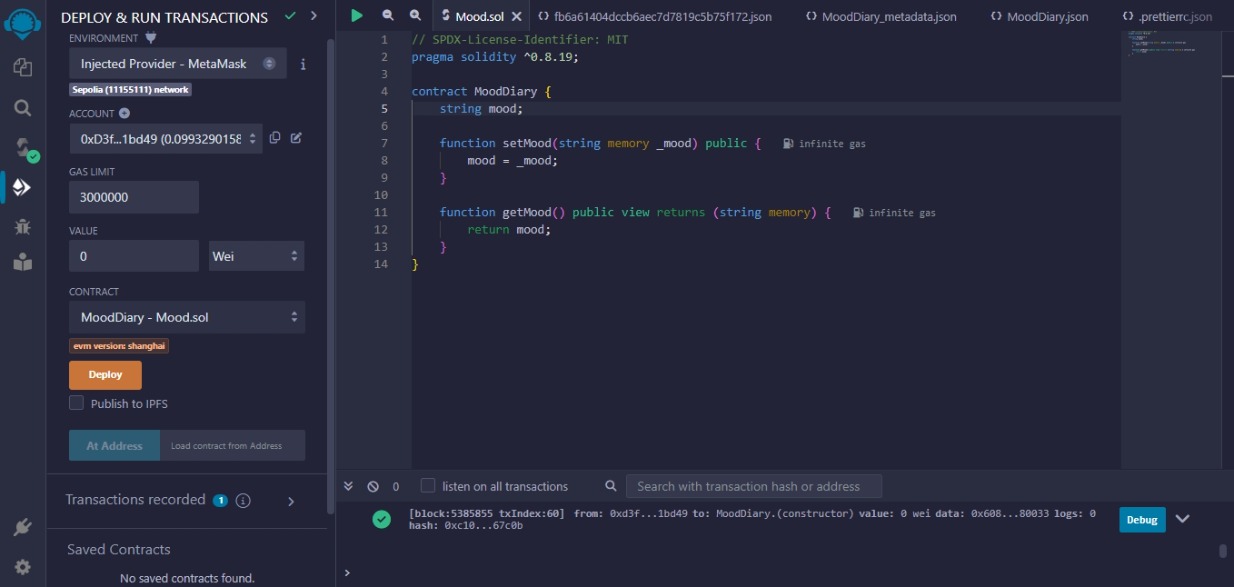 DEPLOY & RUN TRANSACTIONS
ENVIRONMENT
Injected Provider - MetaMask
Sepolia (11155111) network
ACCOUNT
0xD3f...1bd49 (0.0993290158
GAS LIMIT
3000000
VALUE
0 Wei
CONTRACT
MoodDiary - Mood.sol
evm version: shanghai
Deploy
Publish to IPFS
At Address Load contract from Address
Transactions recorded 1
Saved Contracts
No saved contracts found.
Mood.sol fb6a61404dccb6aec7d7819c5b75f172.json MoodDiary_metadata.json MoodDiary.json .prettierrc.json
1 // SPDX-License-Identifier: MIT
2 pragma solidity ^0.8.19;
3
4 contract MoodDiary {
5 string mood;
6
7 function setMood(string memory _mood) public { infinite gas
8 mood = _mood;
9 }
10
11 function getMood() public view returns (string memory) { infinite gas
12 return mood;
13 }
14 }
0 listen on all transactions Search with transaction hash or address
[block:5385855 txIndex:60] from: 0xd3f...1bd49 to: MoodDiary.(constructor) value: 0 wei data: 0x608...80033 logs: 0
hash: 0xc10...67c0b
Debug
>